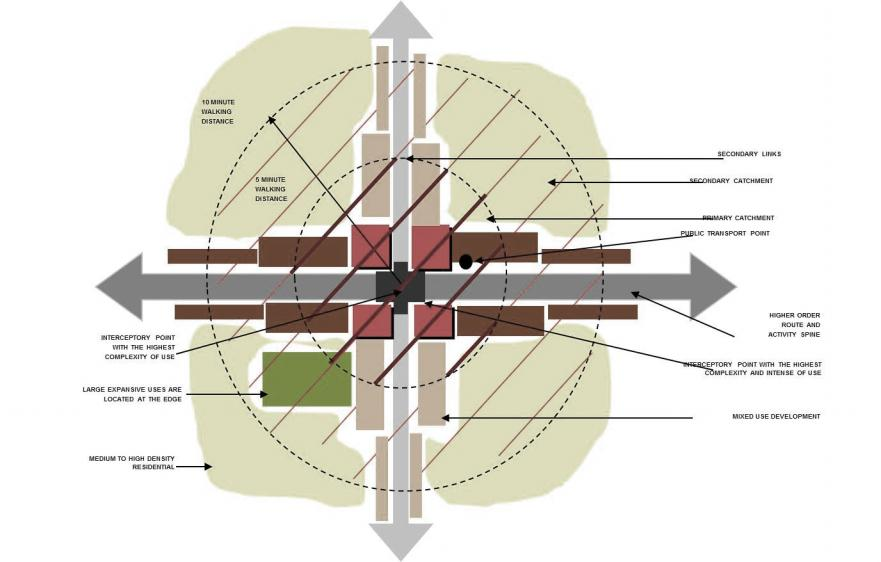 10 MINUTE
WALKING
DISTANCE
5 MINUTE
WALKING
DISTANCE
SECONDARY LINKS
SECONDARY CATCHMENT
PRIMARY CATCHMENT
PUBLIC TRANSPORT POINT
HIGHER ORDER
ROUTE AND
ACTIVITY SPINE
INTERCEPTORY POINT
WITH THE HIGHEST
COMPLEXITY OF USE
INTERCEPTORY POINT WITH THE HIGHEST
COMPLEXITY AND INTENSE OF USE
LARGE EXPANSIVE USES ARE
LOCATED AT THE EDGE
MIXED USE DEVELOPMENT
MEDIUM TO HIGH DENSITY
RESIDENTIAL